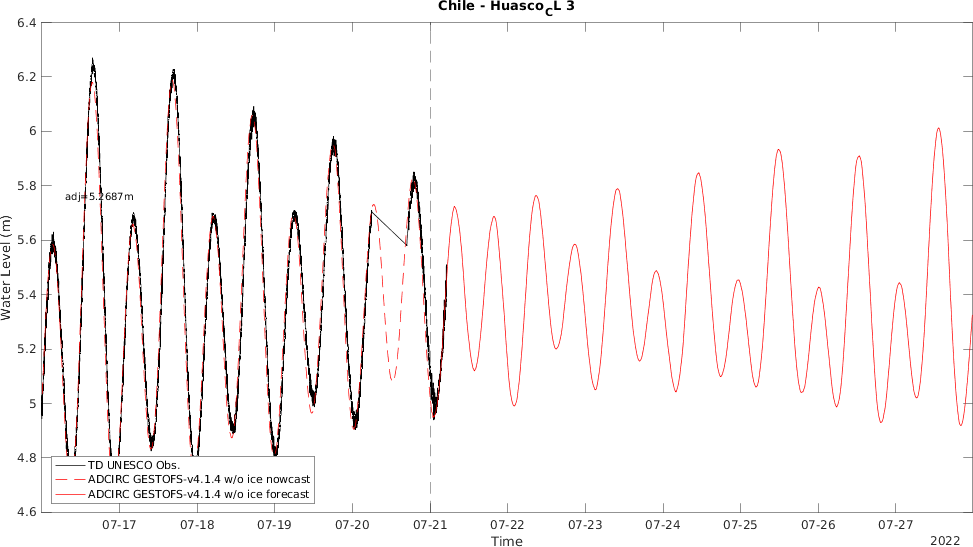 Chile - Huasco_CL 3
6.4
6.2
6
5.8
5.6
5.4
5.2
5
4.8
4.6
Water Level (m)
adj=5.2687m
TD UNESCO Obs.
ADCIRC GESTOFS-v4.1.4 w/o ice nowcast
ADCIRC GESTOFS-v4.1.4 w/o ice forecast
07-17 07-18 07-19 07-20 07-21 07-22 07-23 07-24 07-25 07-26 07-27
Time
2022